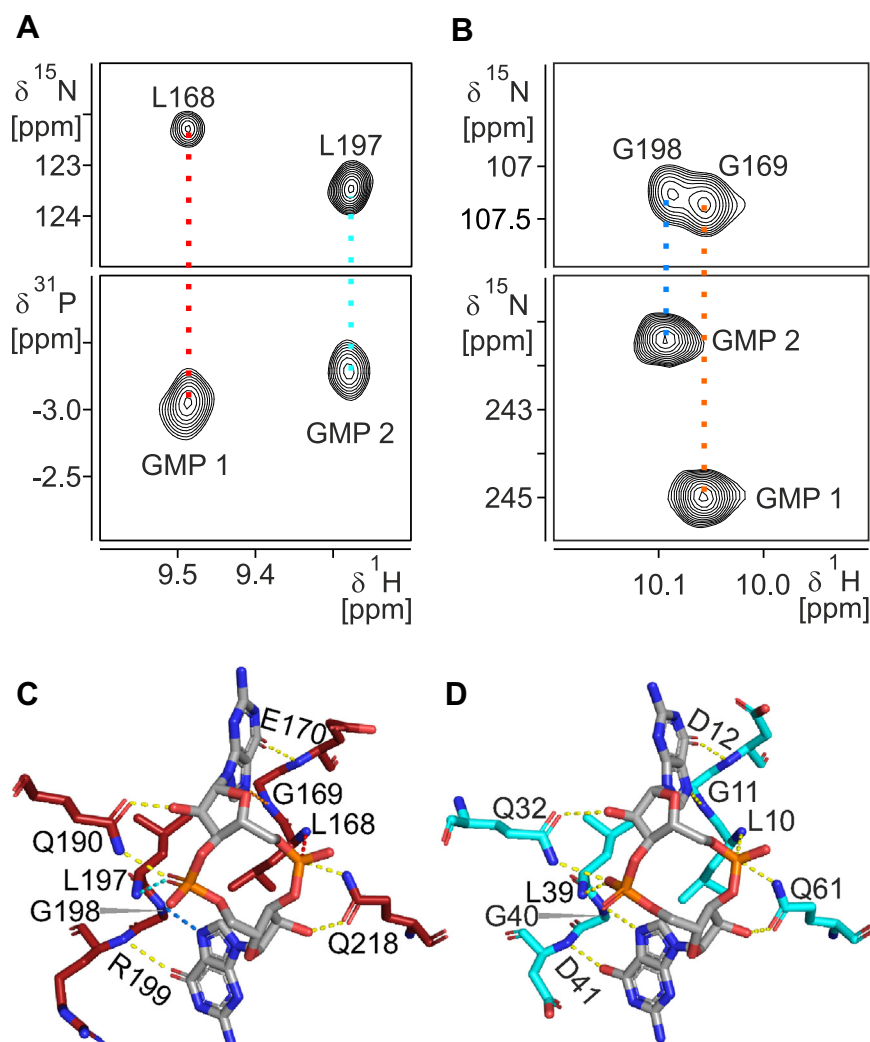 A
δ ¹⁵N
[ppm]
L168
L197
123
124
δ ³¹P
[ppm]
-3.0
-2.5
GMP 1
GMP 2
9.5
9.4
δ ¹H
[ppm]
B
δ ¹⁵N
[ppm]
G198
G169
107
107.5
δ ¹⁵N
[ppm]
GMP 2
243
245
GMP 1
10.1
10.0
δ ¹H
[ppm]
C
E170
G169
L168
Q190
L197
G198
Q218
R199
D
D12
G11
L10
Q32
L39
G40
Q61
D41